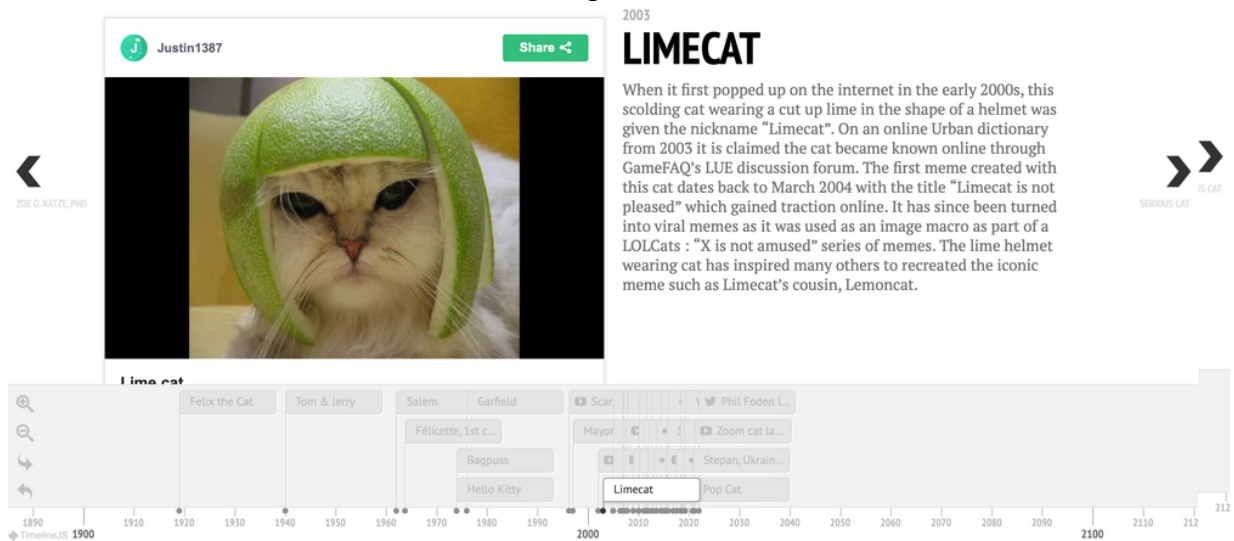 2003
Justin1387
Share
LIMECAT
When it first popped up on the internet in the early 2000s, this
scolding cat wearing a cut up lime in the shape of a helmet was
given the nickname “Limecat”. On an online Urban dictionary
from 2003 it is claimed the cat became known online through
GameFAQ’s LUE discussion forum. The first meme created with
this cat dates back to March 2004 with the title “Limecat is not
pleased” which gained traction online. It has since been turned
into viral memes as it was used as an image macro as part of a
LOLCats : “X is not amused” series of memes. The lime helmet
wearing cat has inspired many others to recreated the iconic
meme such as Limecat’s cousin, Lemoncat.
ZOE D. KATZE, PHD
SERIOUS CAT
IS CAT
Lime cat
Felix the Cat Tom & Jerry Salem Garfield Scar Phil Foden L...
Félicette, 1st c... Mayor Zoom cat la...
Bagpuss Stepan, Ukrain...
Hello Kitty Limecat Pop Cat
1890 1900 1910 1920 1930 1940 1950 1960 1970 1980 1990 2000 2010 2020 2030 2040 2050 2060 2070 2080 2090 2100 2110 212 212
TimelineJS